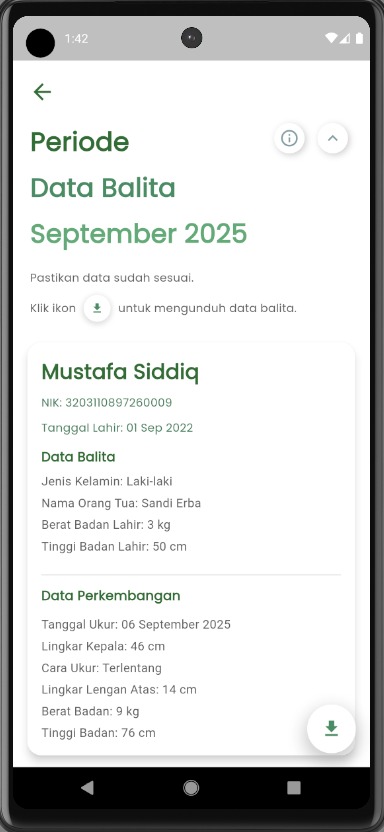 1:42
Periode
Data Balita
September 2025
Pastikan data sudah sesuai.
Klik ikon untuk mengunduh data balita.
Mustafa Siddiq
NIK: 3203110897260009
Tanggal Lahir: 01 Sep 2022
Data Balita
Jenis Kelamin: Laki-laki
Nama Orang Tua: Sandi Erba
Berat Badan Lahir: 3 kg
Tinggi Badan Lahir: 50 cm
Data Perkembangan
Tanggal Ukur: 06 September 2025
Lingkar Kepala: 46 cm
Cara Ukur: Terlentang
Lingkar Lengan Atas: 14 cm
Berat Badan: 9 kg
Tinggi Badan: 76 cm